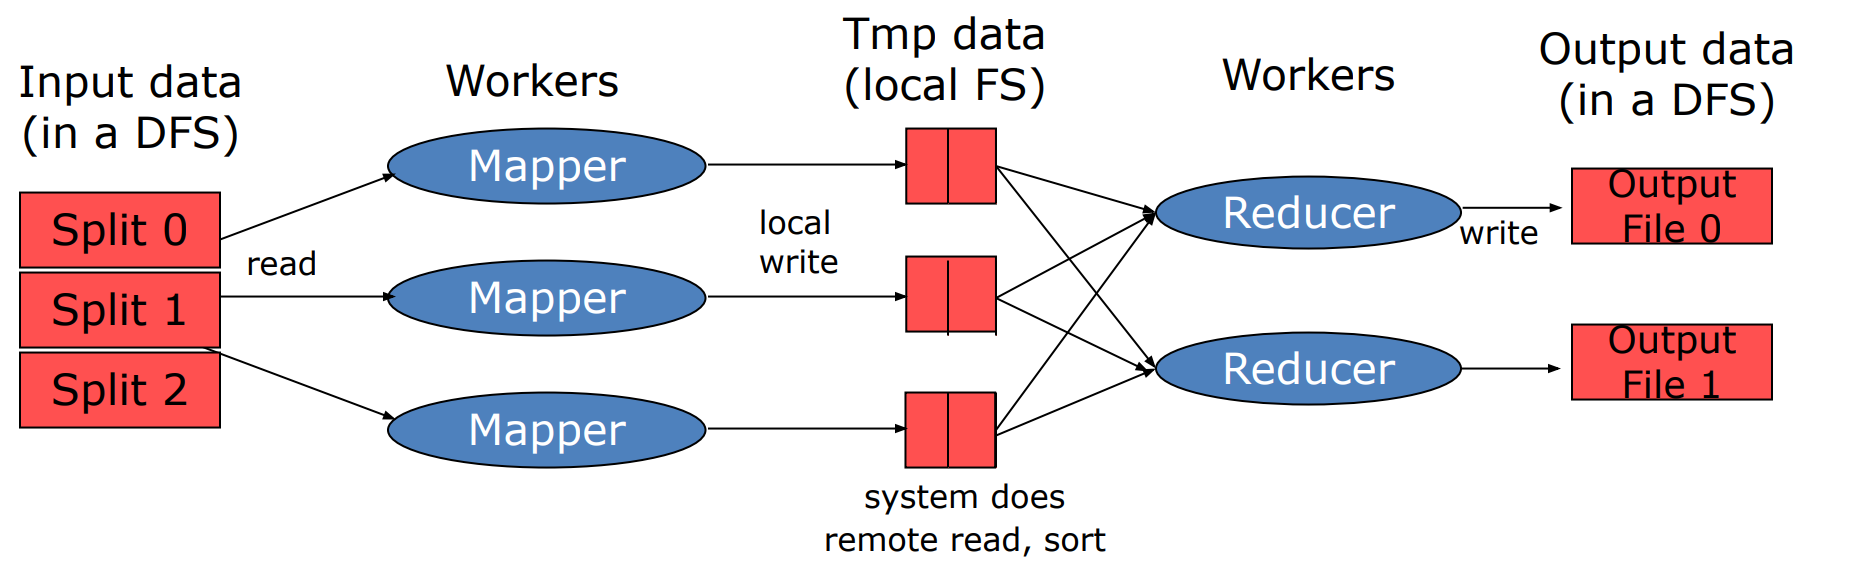 Input data
(in a DFS)
Split 0
Split 1
Split 2
read
Workers
Mapper
Mapper
Mapper
local
write
Tmp data
(local FS)
system does
remote read, sort
Workers
Reducer
Reducer
write
Output data
(in a DFS)
Output
File 0
Output
File 1